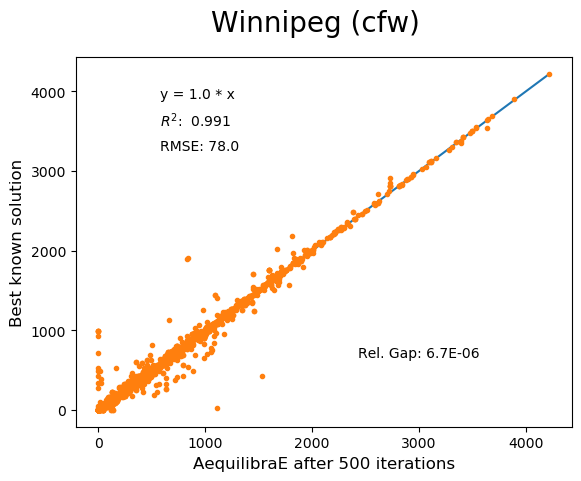 Winnipeg (cfw)
y = 1.0 * x
R²: 0.991
RMSE: 78.0
Rel. Gap: 6.7E-06
Best known solution
4000
3000
2000
1000
0
0 1000 2000 3000 4000
AequilibraE after 500 iterations